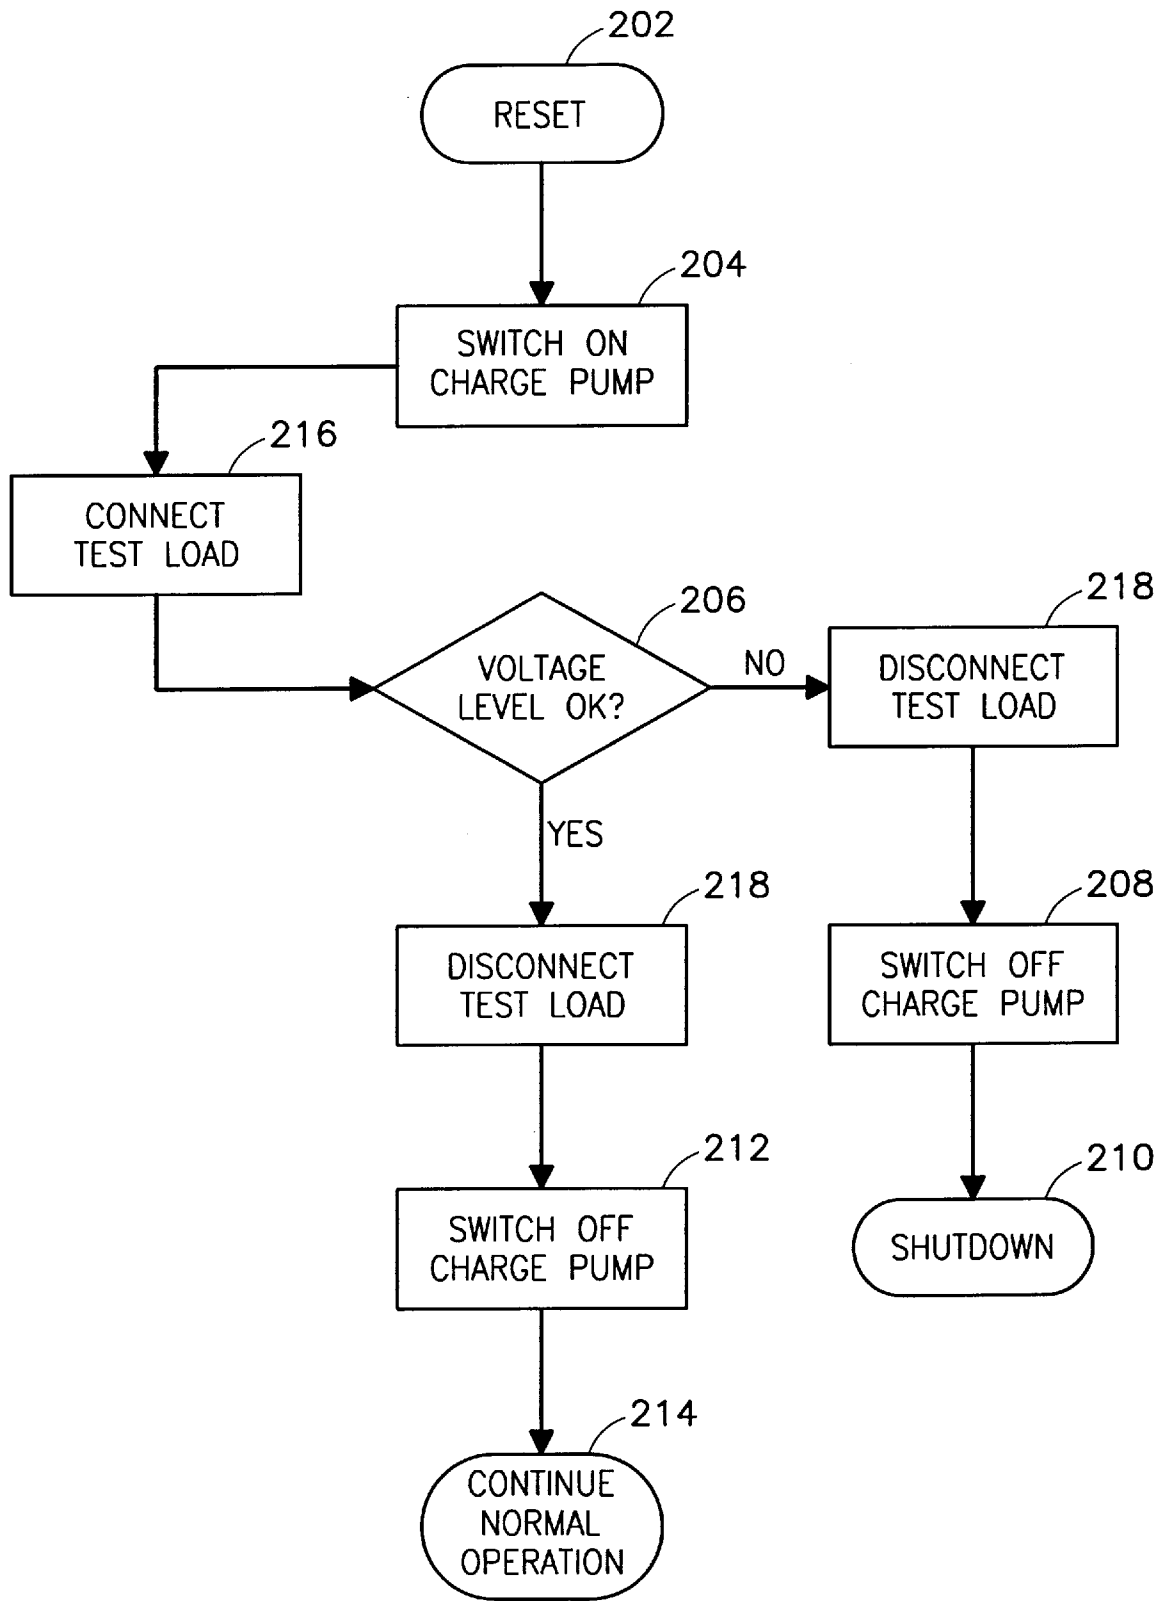 202
RESET
204
SWITCH ON
CHARGE PUMP
216
CONNECT
TEST LOAD
206
VOLTAGE
LEVEL OK?
NO
218
DISCONNECT
TEST LOAD
YES
218
DISCONNECT
TEST LOAD
208
SWITCH OFF
CHARGE PUMP
212
SWITCH OFF
CHARGE PUMP
210
SHUTDOWN
214
CONTINUE
NORMAL
OPERATION